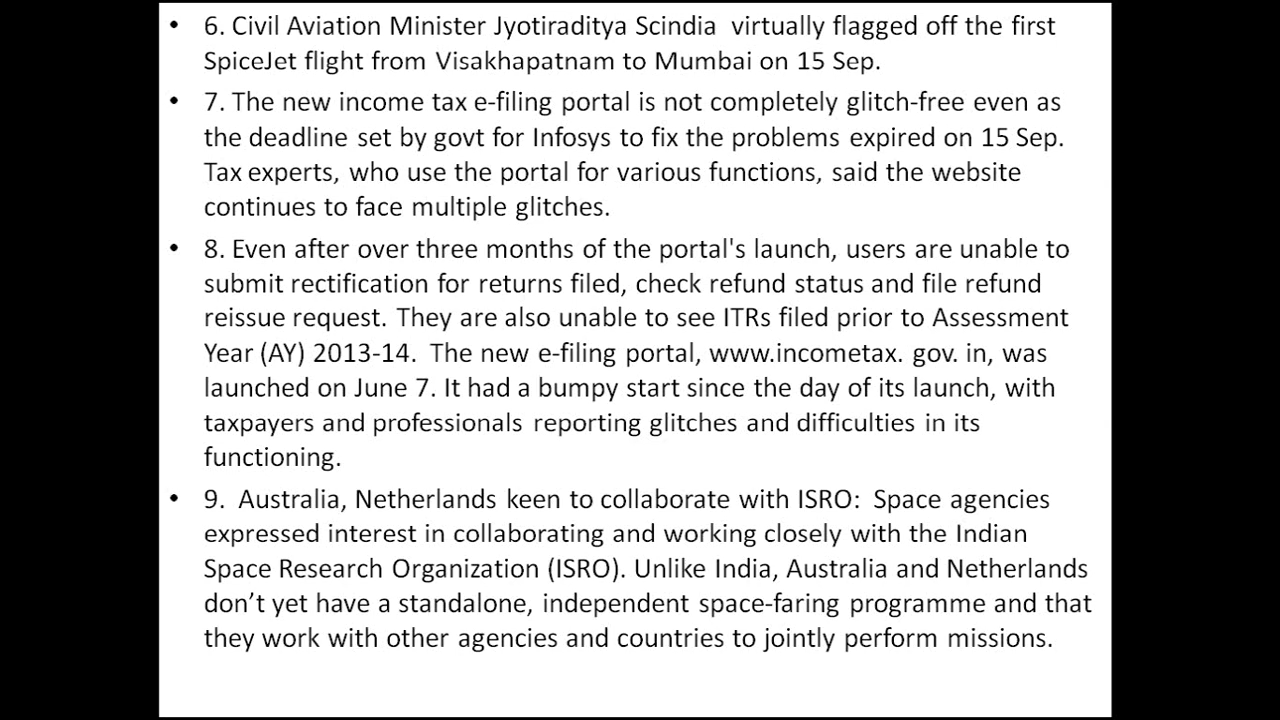 • 6. Civil Aviation Minister Jyotiraditya Scindia virtually flagged off the first
SpiceJet flight from Visakhapatnam to Mumbai on 15 Sep.
• 7. The new income tax e-filing portal is not completely glitch-free even as
the deadline set by govt for Infosys to fix the problems expired on 15 Sep.
Tax experts, who use the portal for various functions, said the website
continues to face multiple glitches.
• 8. Even after over three months of the portal's launch, users are unable to
submit rectification for returns filed, check refund status and file refund
reissue request. They are also unable to see ITRs filed prior to Assessment
Year (AY) 2013-14. The new e-filing portal, www.incometax. gov. in, was
launched on June 7. It had a bumpy start since the day of its launch, with
taxpayers and professionals reporting glitches and difficulties in its
functioning.
• 9. Australia, Netherlands keen to collaborate with ISRO: Space agencies
expressed interest in collaborating and working closely with the Indian
Space Research Organization (ISRO). Unlike India, Australia and Netherlands
don’t yet have a standalone, independent space-faring programme and that
they work with other agencies and countries to jointly perform missions.